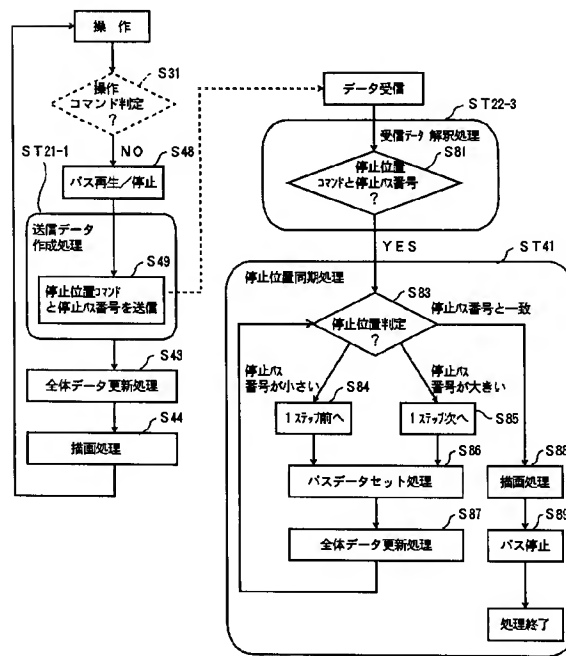 操 作
S31
操作
コマンド判定
?
NO
ST21-1
S48
パス再生/停止
送信データ
作成処理
S49
停止位置コマンド
と停止パス番号を送信
S43
全体データ更新処理
S44
描画処理
データ受信
ST22-3
受信データ 解釈処理
S81
停止位置
コマンドと停止パス番号
?
YES
ST41
停止位置同期処理
S83
停止パス番号と一致
停止位置判定
?
停止パス
番号が小さい
S84
停止パス
番号が大きい
1ステップ前へ
1ステップ次へ
S85
S86
S88
パスデータセット処理
描画処理
S87
S89
全体データ更新処理
パス停止
処理終了